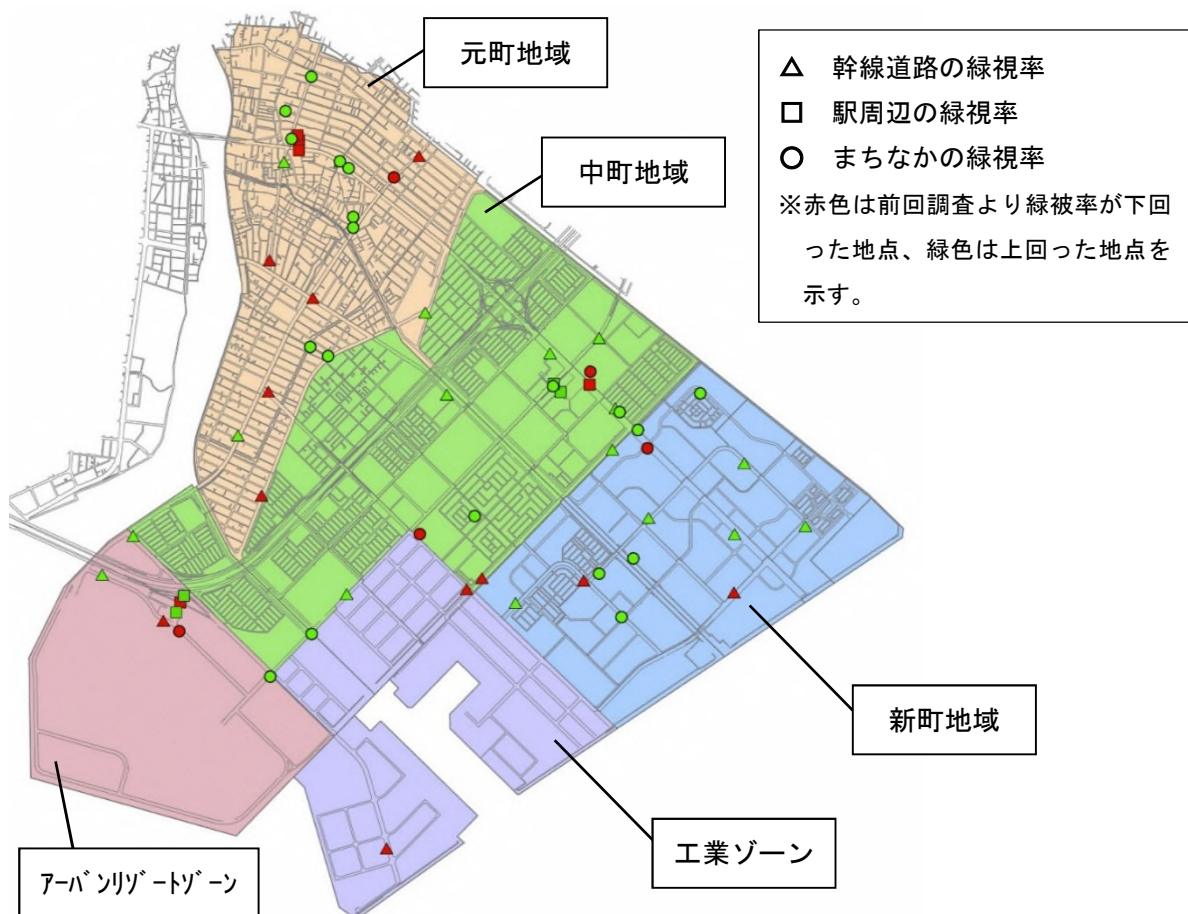 元町地域
中町地域
△ 幹線道路の緑視率
□ 駅周辺の緑視率
○ まちなかの緑視率
※赤色は前回調査より緑被率が下回
った地点、緑色は上回った地点を
示す。
新町地域
工業ゾーン
ｱｰﾊﾞﾝﾘｿﾞｰﾄｿﾞｰﾝ